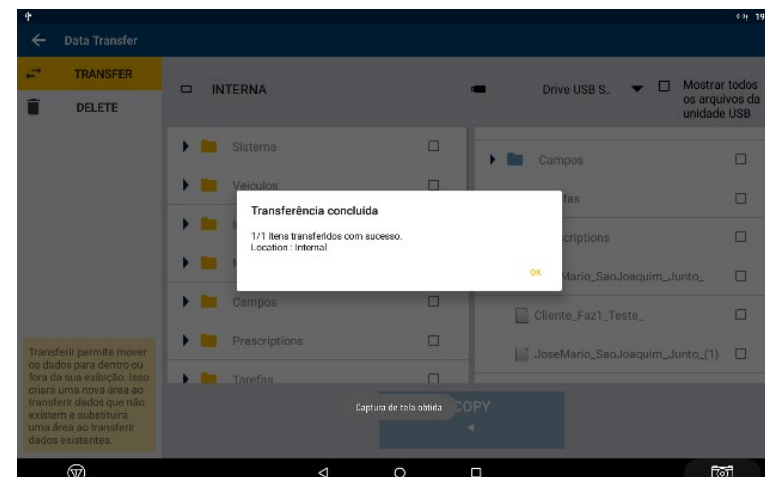 19
Data Transfer
TRANSFER
DELETE
INTERNA
Drive USB S..
Mostrar todos
os arquivos da
unidade USB
Sistema
Veículos
Campos
Prescriptions
Tarefas
Campos
fas
scriptions
Mario_SaoJoaquim_Junto_
Cliente_Faz1_Teste_
JoseMario_SaoJoaquim_Junto_(1)
Transferência concluída
1/1 Itens transferidos com sucesso.
Location : Internal
OK
Transferir permite mover
os dados para dentro ou
fora da sua exibição. Isso
criará uma nova área ao
transferir dados que não
existem e substituirá
uma área ao transferir
dados existentes.
Captura de tela obtida
COPY